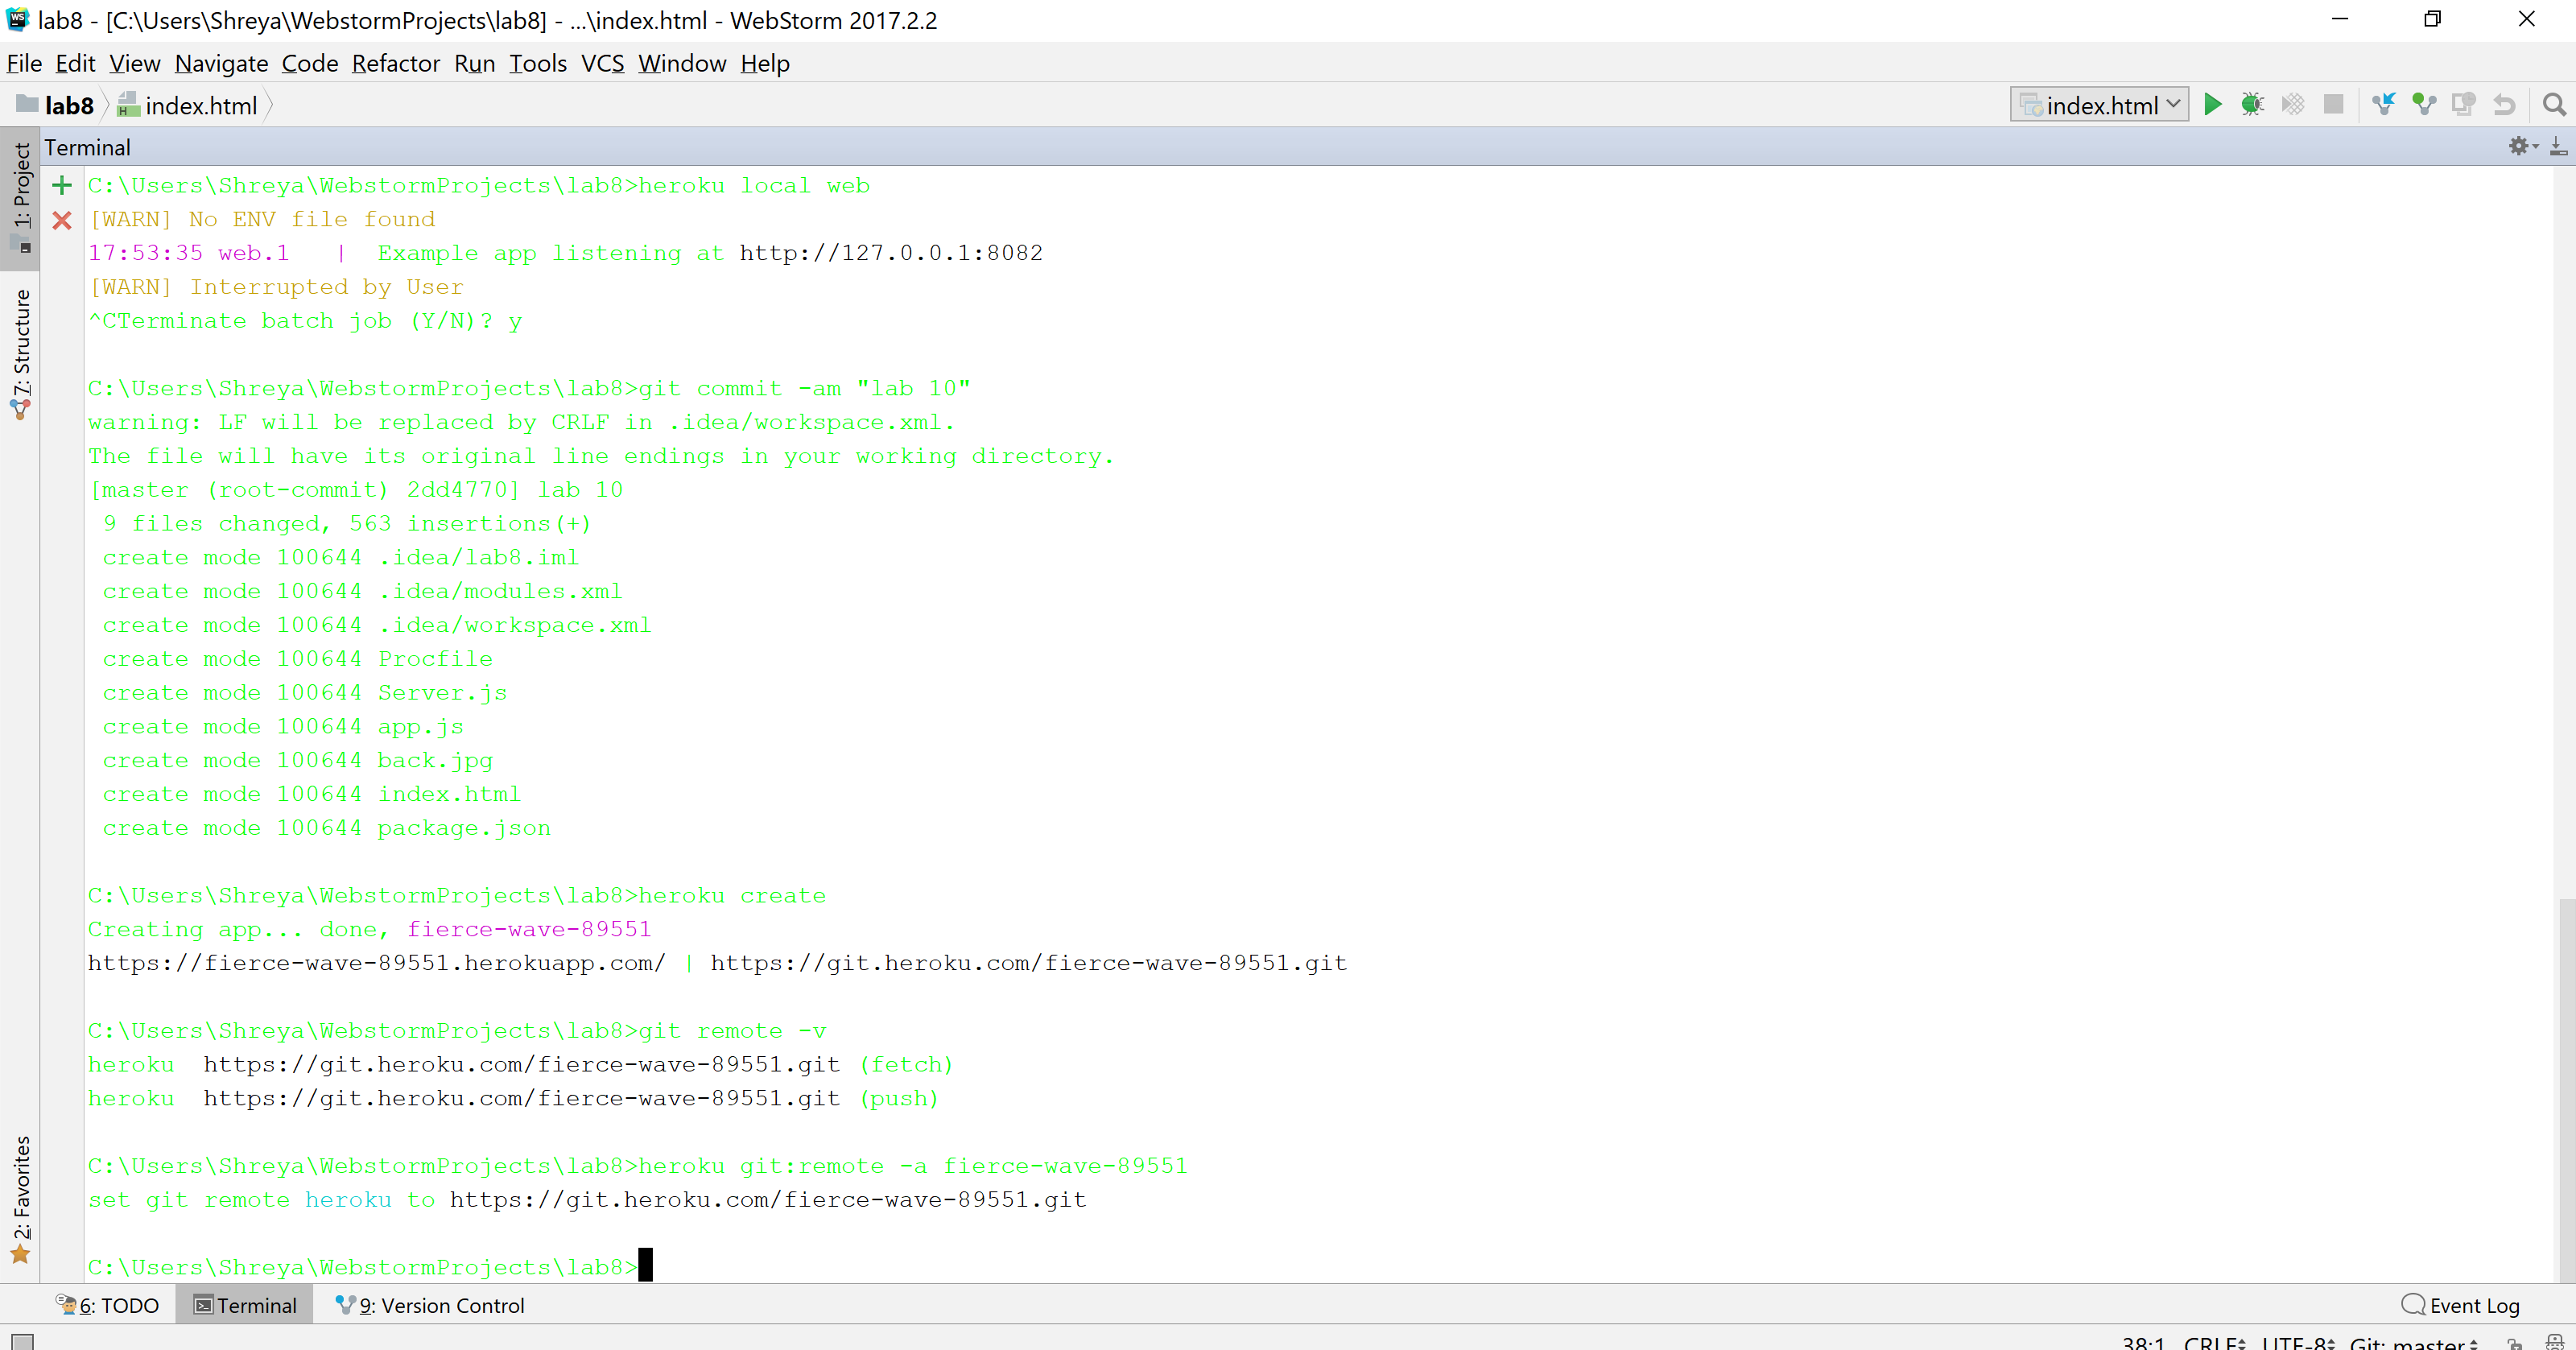 lab8 - [C:\Users\Shreya\WebstormProjects\lab8] - ...\index.html - WebStorm 2017.2.2
File Edit View Navigate Code Refactor Run Tools VCS Window Help
lab8 index.html index.html
Terminal
1: Project
7: Structure
2: Favorites
C:\Users\Shreya\WebstormProjects\lab8>heroku local web
[WARN] No ENV file found
17:53:35 web.1   |  Example app listening at http://127.0.0.1:8082
[WARN] Interrupted by User
^CTerminate batch job (Y/N)? y
C:\Users\Shreya\WebstormProjects\lab8>git commit -am "lab 10"
warning: LF will be replaced by CRLF in .idea/workspace.xml.
The file will have its original line endings in your working directory.
[master (root-commit) 2dd4770] lab 10
 9 files changed, 563 insertions(+)
 create mode 100644 .idea/lab8.iml
 create mode 100644 .idea/modules.xml
 create mode 100644 .idea/workspace.xml
 create mode 100644 Procfile
 create mode 100644 Server.js
 create mode 100644 app.js
 create mode 100644 back.jpg
 create mode 100644 index.html
 create mode 100644 package.json
C:\Users\Shreya\WebstormProjects\lab8>heroku create
Creating app... done, fierce-wave-89551
https://fierce-wave-89551.herokuapp.com/ | https://git.heroku.com/fierce-wave-89551.git
C:\Users\Shreya\WebstormProjects\lab8>git remote -v
heroku  https://git.heroku.com/fierce-wave-89551.git (fetch)
heroku  https://git.heroku.com/fierce-wave-89551.git (push)
C:\Users\Shreya\WebstormProjects\lab8>heroku git:remote -a fierce-wave-89551
set git remote heroku to https://git.heroku.com/fierce-wave-89551.git
C:\Users\Shreya\WebstormProjects\lab8>
6: TODO Terminal 9: Version Control Event Log
38:1 CRLF UTF-8 Git: master